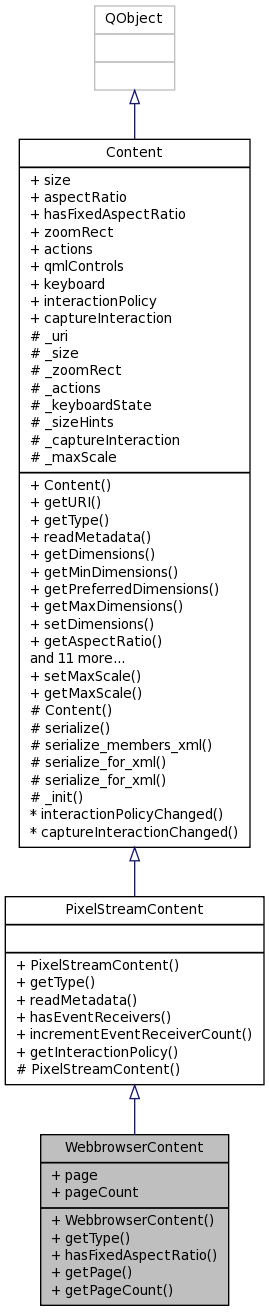 QObject
Content
+ size
+ aspectRatio
+ hasFixedAspectRatio
+ zoomRect
+ actions
+ qmlControls
+ keyboard
+ interactionPolicy
+ captureInteraction
# _uri
# _size
# _zoomRect
# _actions
# _keyboardState
# _sizeHints
# _captureInteraction
# _maxScale
+ Content()
+ getURI()
+ getType()
+ readMetadata()
+ getDimensions()
+ getMinDimensions()
+ getPreferredDimensions()
+ getMaxDimensions()
+ setDimensions()
+ getAspectRatio()
and 11 more...
+ setMaxScale()
+ getMaxScale()
# Content()
# serialize()
# serialize_members_xml()
# serialize_for_xml()
# serialize_for_xml()
# _init()
* interactionPolicyChanged()
* captureInteractionChanged()
PixelStreamContent
+ PixelStreamContent()
+ getType()
+ readMetadata()
+ hasEventReceivers()
+ incrementEventReceiverCount()
+ getInteractionPolicy()
# PixelStreamContent()
WebbrowserContent
+ page
+ pageCount
+ WebbrowserContent()
+ getType()
+ hasFixedAspectRatio()
+ getPage()
+ getPageCount()